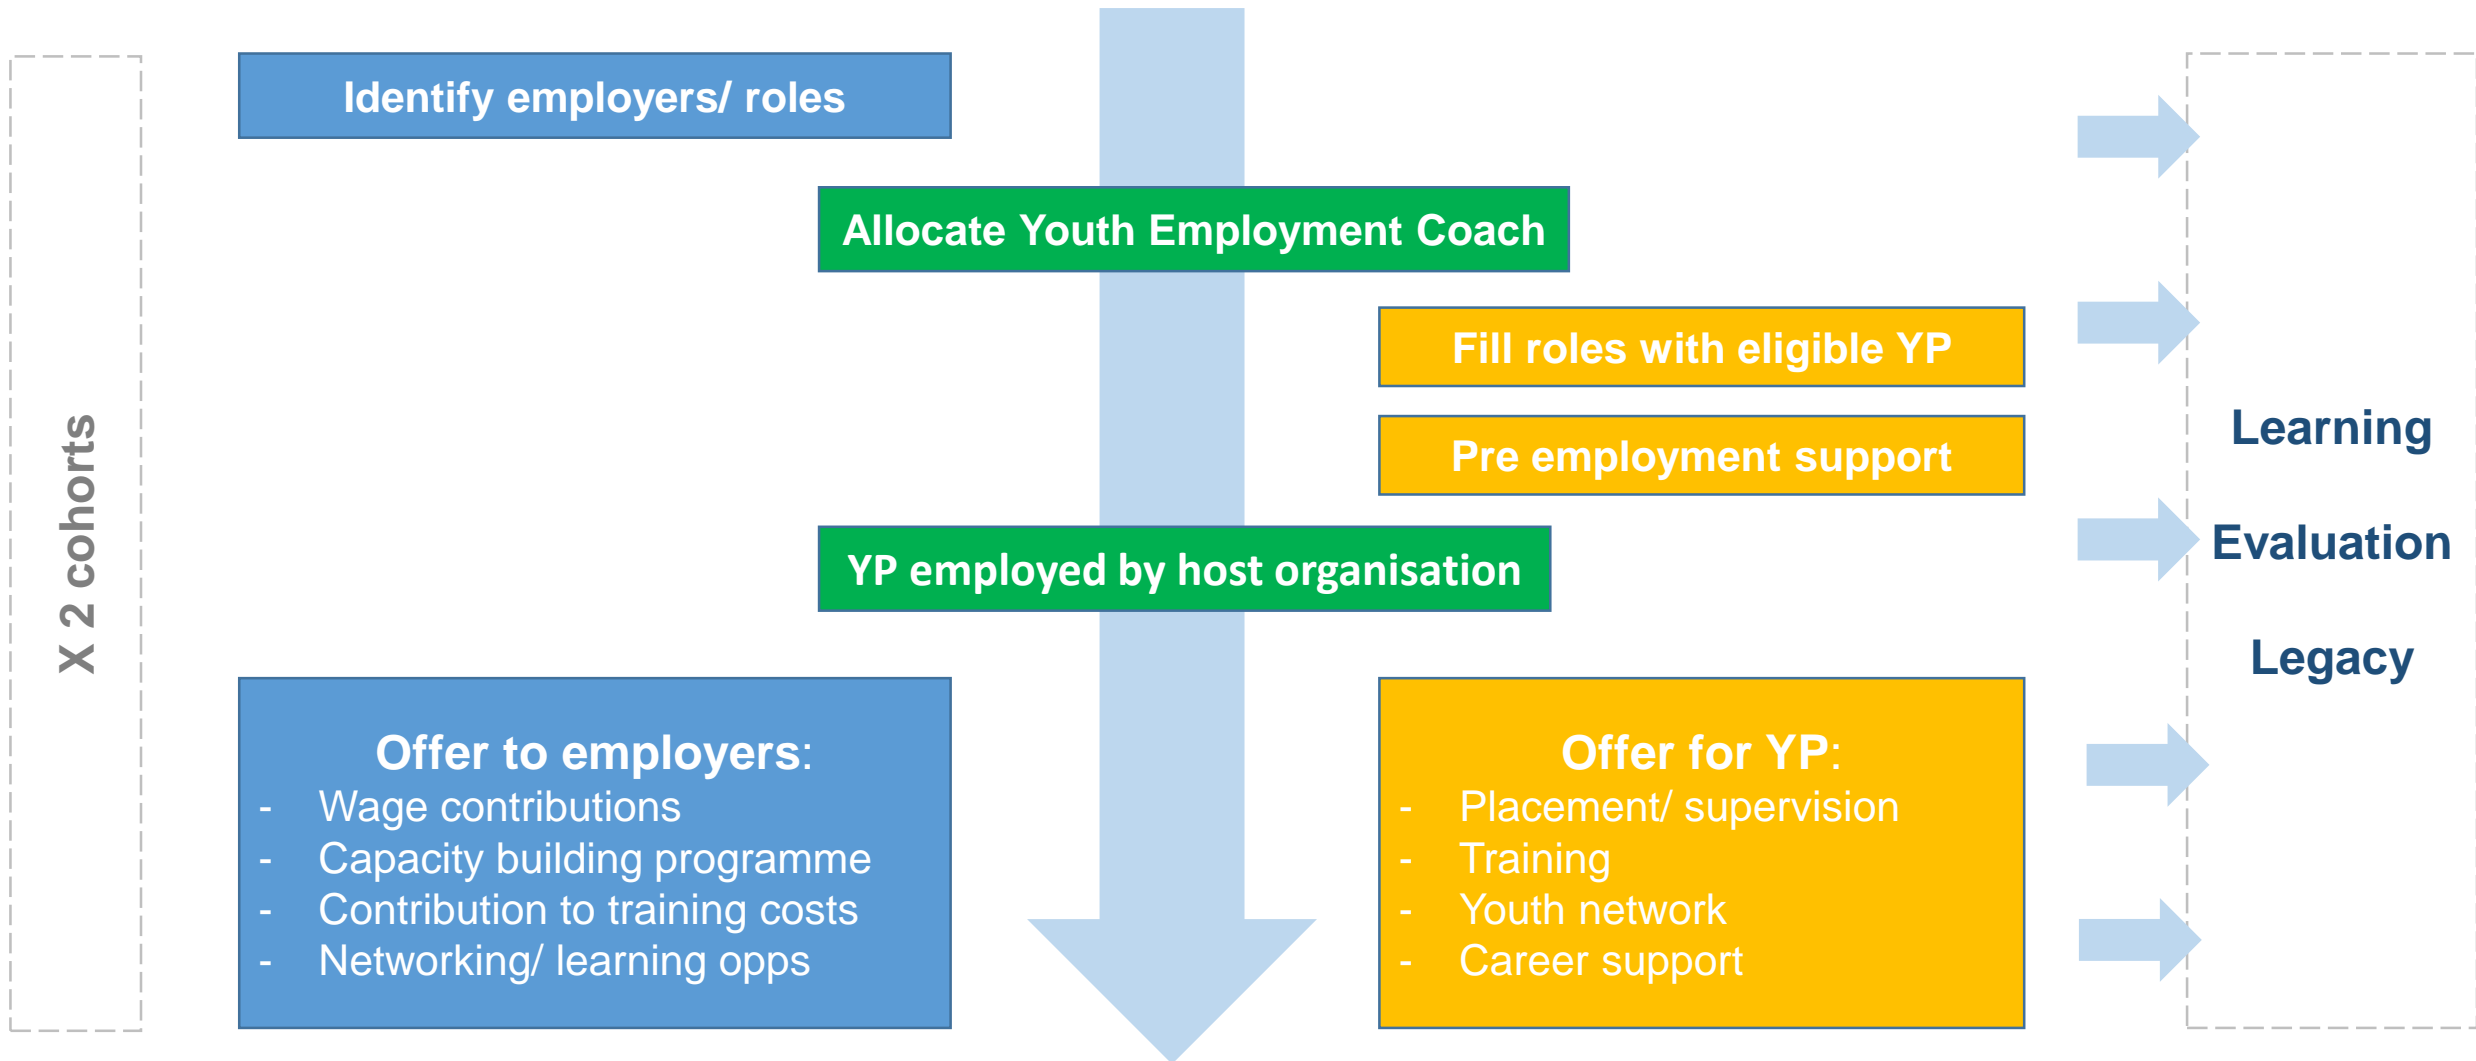 X 2 cohorts
Identify employers/ roles
Allocate Youth Employment Coach
Fill roles with eligible YP
Pre employment support
YP employed by host organisation
Offer to employers:
- Wage contributions
- Capacity building programme
- Contribution to training costs
- Networking/ learning opps
Offer for YP:
- Placement/ supervision
- Training
- Youth network
- Career support
Learning
Evaluation
Legacy